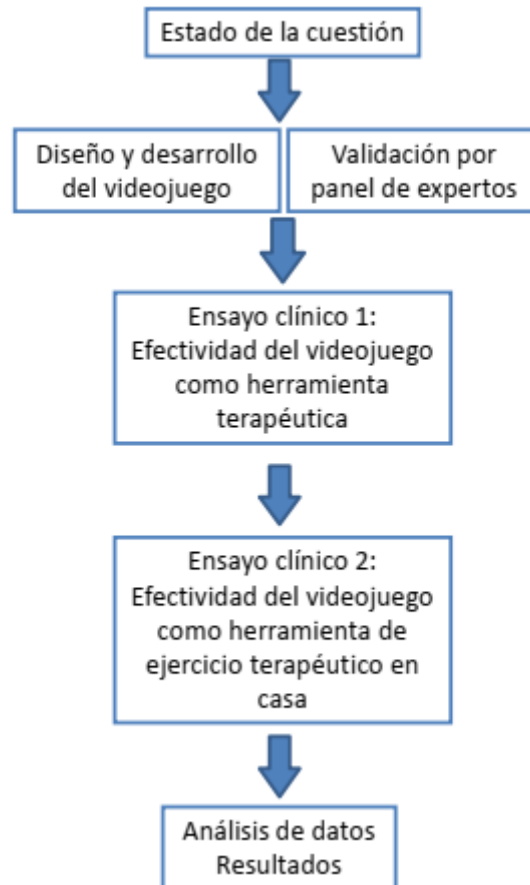 Estado de la cuestión
Diseño y desarrollo
del videojuego
Validación por
panel de expertos
Ensayo clínico 1:
Efectividad del videojuego
como herramienta
terapéutica
Ensayo clínico 2:
Efectividad del videojuego
como herramienta de
ejercicio terapéutico en
casa
Análisis de datos
Resultados